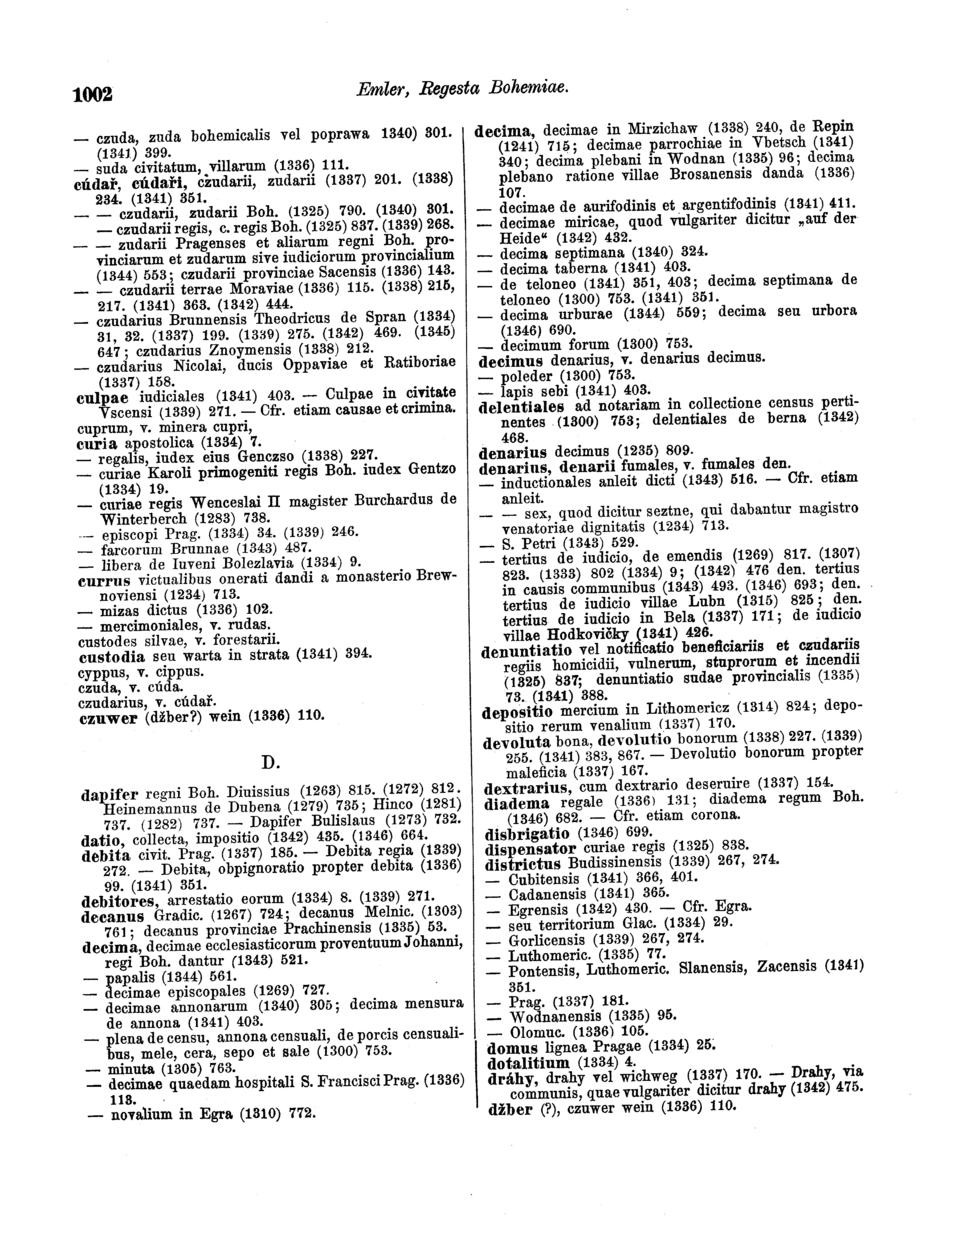 1002
Emler, Regesta Bohemiae.
— czuda, zuda bohemicalis vel poprawa 1340) 301.
(1341) 399.
— suda civitatum, villarum (1336) 111.
cúdař, cúdaři, czudarii, zudarii (1337) 201. (1338)
234. (1341) 351.
— — czudarii, zudarii Boh. (1325) 790. (1340) 301.
— czudarii regis, c. regis Boh. (1325) 837. (1339) 268.
— — zudarii Pragenses et aliarum regni Boh. pro-
vinciarum et zudarum sive iudiciorum provincialium
(1344) 553; czudarii provinciae Sacensis (1336) 143.
— — czudarii terrae Moraviae (1336) 115. (1338) 215,
217. (1341) 363. (1342) 444.
— czudarius Brunnensis Theodricus de Spran (1334)
31, 32. (1337) 199. (1339) 275. (1342) 469. (1345)
647; czudarius Znoymensis (1338) 212.
— czudarius Nicolai, ducis Oppaviae et Ratiboriae
(1337) 158.
culpae iudiciales (1341) 403. — Culpae in civitate
Vscensi (1339) 271. — Cfr. etiam causae et crimina.
cuprum, v. minera cupri,
curia apostolica (1334) 7.
— regalis, iudex eius Genczso (1338) 227.
— curiae Karoli primogeniti regis Boh. iudex Gentzo
(1334) 19.
— curiae regis Wenceslai II magister Burchardus de
Winterberch (1283) 738.
— episcopi Prag. (1334) 34. (1339) 246.
— farcorum Brunnae (1343) 487.
— libera de Iuveni Bolezlavia (1334) 9.
currus victualibus onerati dandi a monasterio Brew-
noviensi (1234) 713.
— mizas dictus (1336) 102.
— mercimoniales, v. rudas.
custodes silvae, v. forestarii.
custodia seu warta in strata (1341) 394.
cyppus, v. cippus.
czuda, v. cúda.
czudarius, v. cúdař.
czuwer (džber?) wein (1336) 110.
D.
dapifer regni Boh. Diuissius (1263) 815. (1272) 812.
Heinemannus de Dubena (1279) 735; Hinco (1281)
737. (1282) 737. — Dapifer Bulislaus (1273) 732.
datio, collecta, impositio (1342) 435. (1346) 664.
debita civit. Prag. (1337) 185. — Debita regia (1339)
272. — Debita, obpignoratio propter debita (1336)
99. (1341) 351.
debitores, arrestatio eorum (1334) 8. (1339) 271.
decanus Gradic. (1267) 724; decanus Melnic. (1303)
761; decanus provinciae Prachinensis (1335) 53.
decima, decimae ecclesiasticorum proventuum Johanni,
regi Boh. dantur (1343) 521.
— papalis (1344) 561.
— decimae episcopales (1269) 727.
— decimae annonarum (1340) 305; decima mensura
de annona (1341) 403.
— plena de censu, annona censuali, de porcis censuali-
bus, mele, cera, sepo et sale (1300) 753.
— minuta (1305) 763.
— decimae quaedam hospitali S. Francisci Prag. (1336)
118.
— novalium in Egra (1310) 772.
decima, decimae in Mirzichaw (1338) 240, de Repin
(1241) 715; decimae parrochiae in Vbetsch (1341)
340; decima plebani in Wodnan (1335) 96; decima
plebano ratione villae Brosanensis danda (1336)
107.
— decimae de aurifodinis et argentifodinis (1341) 411.
— decimae miricae, quod vulgariter dicitur „auf der
Heide“ (1342) 432.
— decima septimana (1340) 324.
— decima taberna (1341) 403.
— de teloneo (1341) 351, 403; decima septimana de
teloneo (1300) 753. (1341) 351.
— decima urburae (1344) 559; decima seu urbora
(1346) 690.
— decimum forum (1300) 753.
decimus denarius, v. denarius decimus.
— poleder (1300) 753.
— lapis sebi (1341) 403.
delentiales ad notariam in collectione census perti-
nentes (1300) 753; delentiales de berna (1342)
468.
denarius decimus (1235) 809.
denarius, denarii fumales, v. fumales den.
— inductionales anleit dicti (1343) 516. — Cfr. etiam
anleit.
— — sex, quod dicitur seztne, qui dabantur magistro
venatoriae dignitatis (1234) 713.
— S. Petri (1343) 529.
— tertius de iudicio, de emendis (1269) 817. (1307)
823. (1333) 802 (1334) 9; (1342) 476 den. tertius
in causis communibus (1343) 493. (1346) 693; den.
tertius de iudicio villae Lubn (1315) 825; den.
tertius de iudicio in Bela (1337) 171; de iudicio
villae Hodkovičky (1341) 426.
denuntiatio vel notificatio beneficiariis et czudariis
regiis homicidii, vulnerum, stuprorum et incendii
(1325) 837; denuntiatio sudae provincialis (1335)
73. (1341) 388.
depositio mercium in Lithomericz (1314) 824; depo-
sitio rerum venalium (1337) 170.
devoluta bona, devolutio bonorum (1338) 227. (1339)
255. (1341) 383, 867. — Devolutio bonorum propter
maleficia (1337) 167.
dextrarius, cum dextrario deseruire (1337) 154.
diadema regale (1336) 131; diadema regum Boh.
(1346) 682. — Cfr. etiam corona.
disbrigatio (1346) 699.
dispensator curiae regis (1325) 838.
districtus Budissinensis (1339) 267, 274.
— Cubitensis (1341) 366, 401.
— Cadanensis (1341) 365.
— Egrensis (1342) 430. — Cfr. Egra.
— seu territorium Glac. (1334) 29.
— Gorlicensis (1339) 267, 274.
— Luthomeric. (1335) 77.
— Pontensis, Luthomeric. Slanensis, Zacensis (1341)
351.
— Prag. (1337) 181.
— Wodnanensis (1335) 95.
— Olomuc. (1336) 105.
domus lignea Pragae (1334) 25.
dotalitium (1334) 4.
dráhy, drahy vel wichweg (1337) 170. — Drahy, via
communis, quae vulgariter dicitur drahy (1342) 475.
džber (?), czuwer wein (1336) 110.